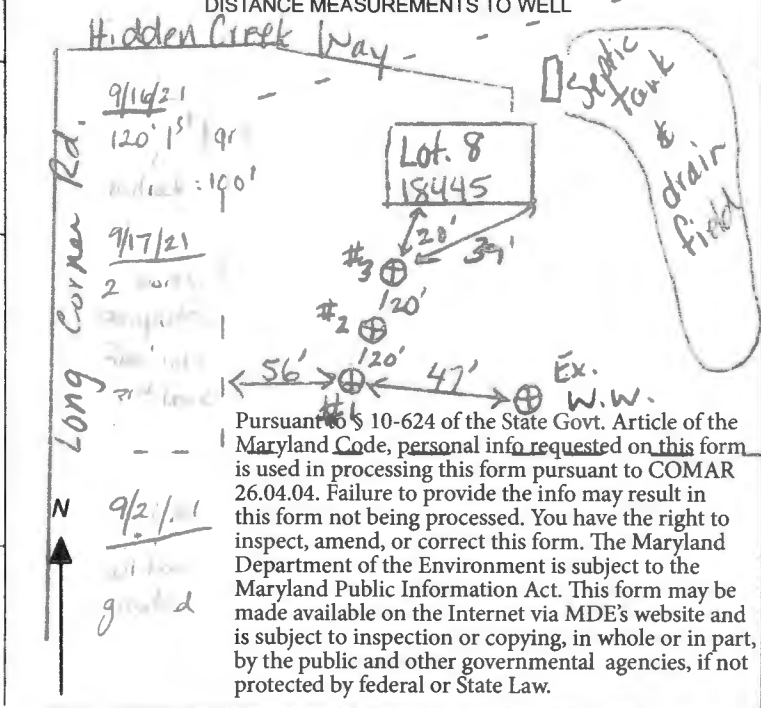 DISTANCE MEASUREMENTS TO WELL
Hidden Creek Way
Long Corner Rd.
9/16/21
120' 1st
: 190'
9/17/21
2
Lot. 8
18445
20'
39'
#3
120'
#2
120'
#1
56'
47'
Ex.
W.W.
Septic
tank
&
drain
field
N
Pursuant to § 10-624 of the State Govt. Article of the
Maryland Code, personal info requested on this form
is used in processing this form pursuant to COMAR
26.04.04. Failure to provide the info may result in
this form not being processed. You have the right to
inspect, amend, or correct this form. The Maryland
Department of the Environment is subject to the
Maryland Public Information Act. This form may be
made available on the Internet via MDE's website and
is subject to inspection or copying, in whole or in part,
by the public and other governmental agencies, if not
protected by federal or State Law.